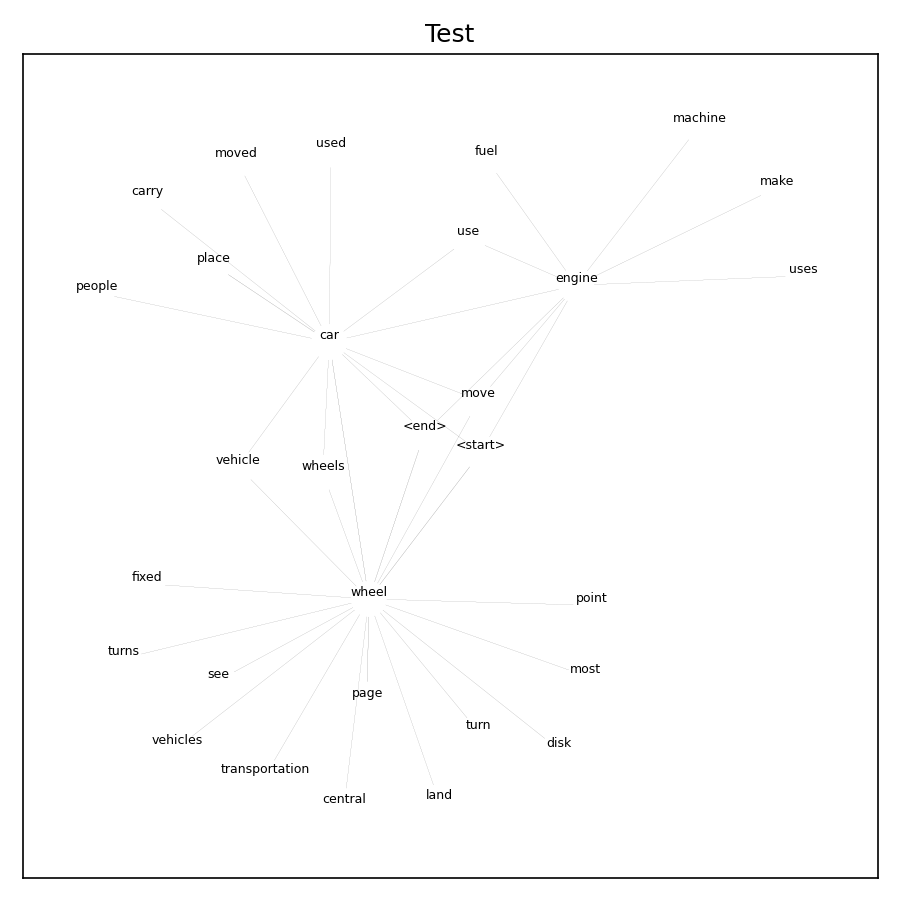 Test
machine
used
fuel
moved
make
carry
use
place
uses
engine
people
car
move
<end>
<start>
vehicle
wheels
fixed
wheel
point
turns
most
see
page
turn
vehicles
disk
transportation
land
central